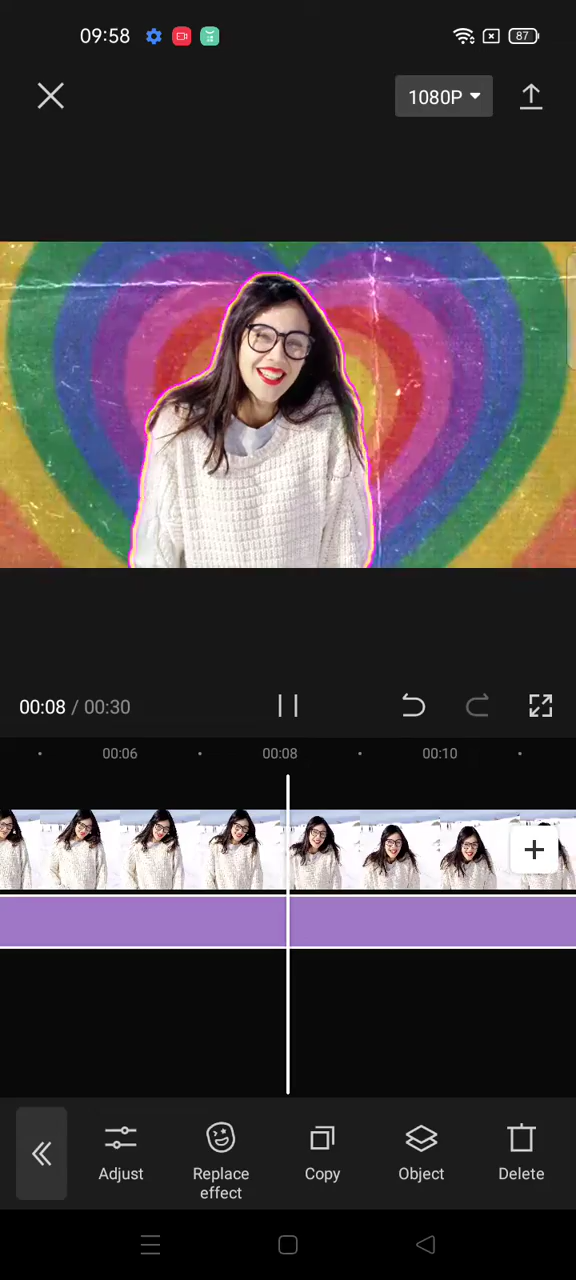 09:58
87
1080P
00:08 / 00:30
00:06
00:08
00:10
Adjust
Replace
effect
Copy
Object
Delete